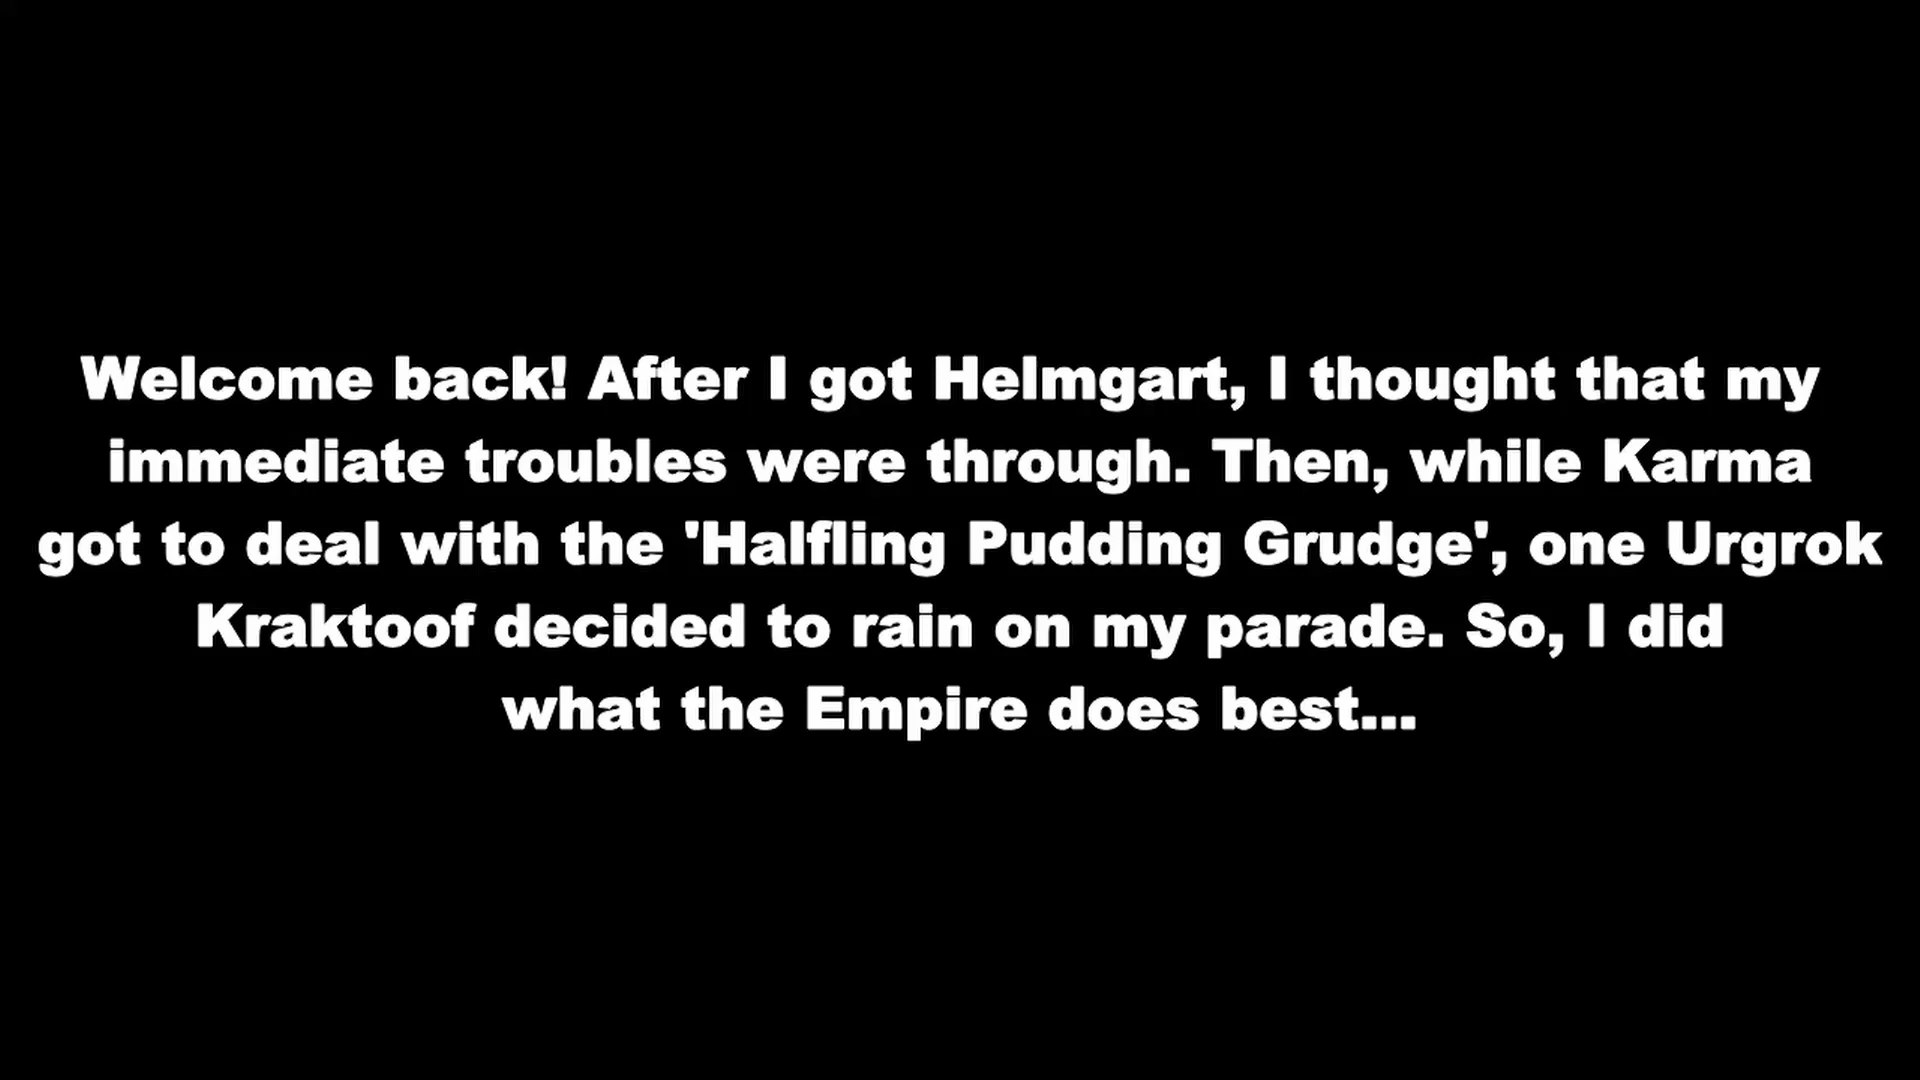 Welcome back! After I got Helmgart, I thought that my
immediate troubles were through. Then, while Karma
got to deal with the 'Halfling Pudding Grudge', one Urgrok
Kraktoof decided to rain on my parade. So, I did
what the Empire does best...